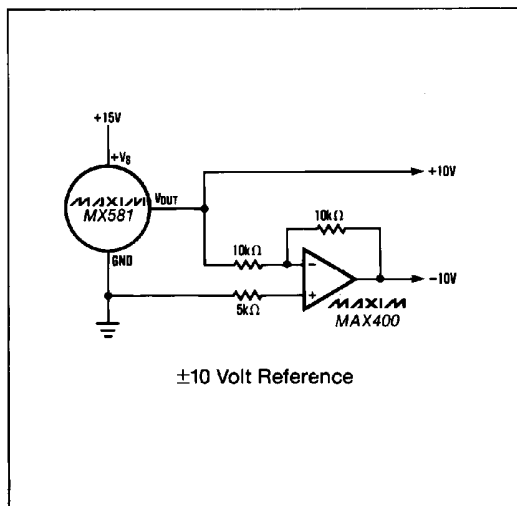 +15V
+VS
MAXIM
MX581
VOUT
GND
+10V
10kΩ
10kΩ
−
+
5kΩ
−10V
MAXIM
MAX400
±10 Volt Reference